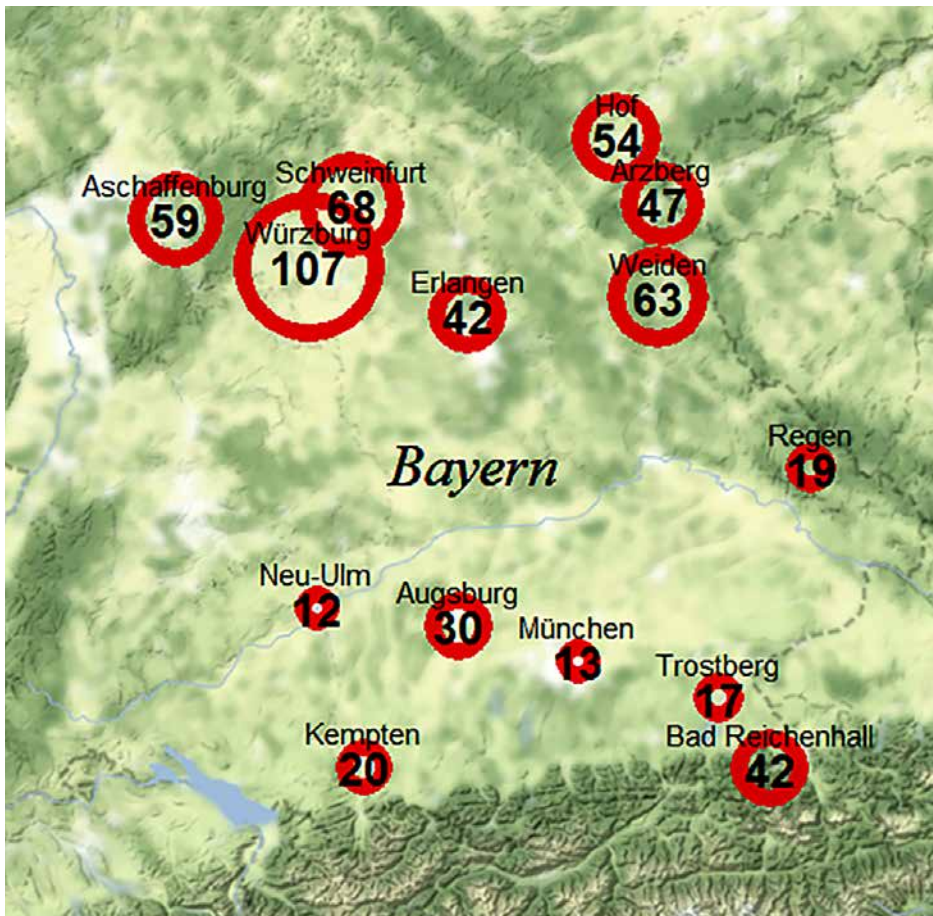 Hof
54
Arzberg
47
Schweinfurt
68
Aschaffenburg
59
Würzburg
107
Weiden
63
Erlangen
42
Regen
19
Bayern
Neu-Ulm
12
Augsburg
30
München
13
Trostberg
17
Kempten
20
Bad Reichenhall
42